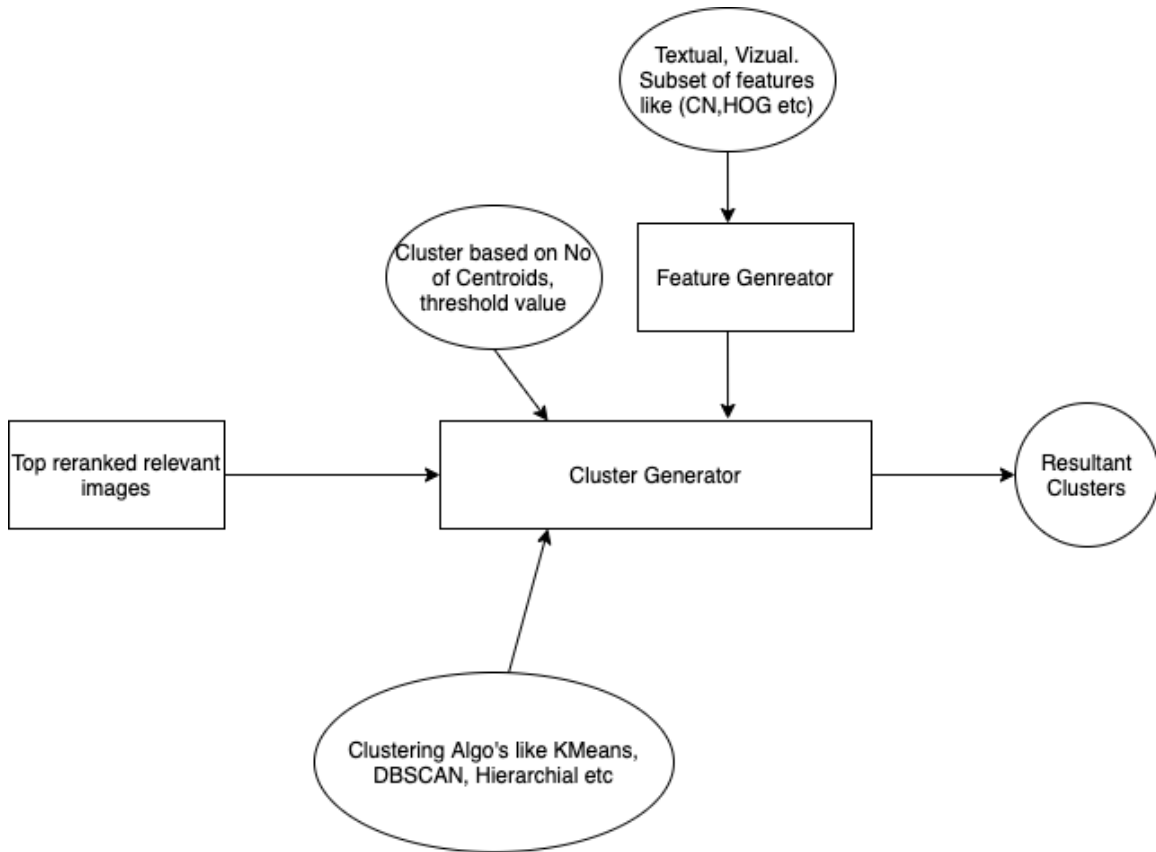 Textual, Vizual.
Subset of features
like (CN,HOG etc)
Cluster based on No
of Centroids,
threshold value
Feature Genreator
Top reranked relevant
images
Cluster Generator
Resultant
Clusters
Clustering Algo's like KMeans,
DBSCAN, Hierarchial etc